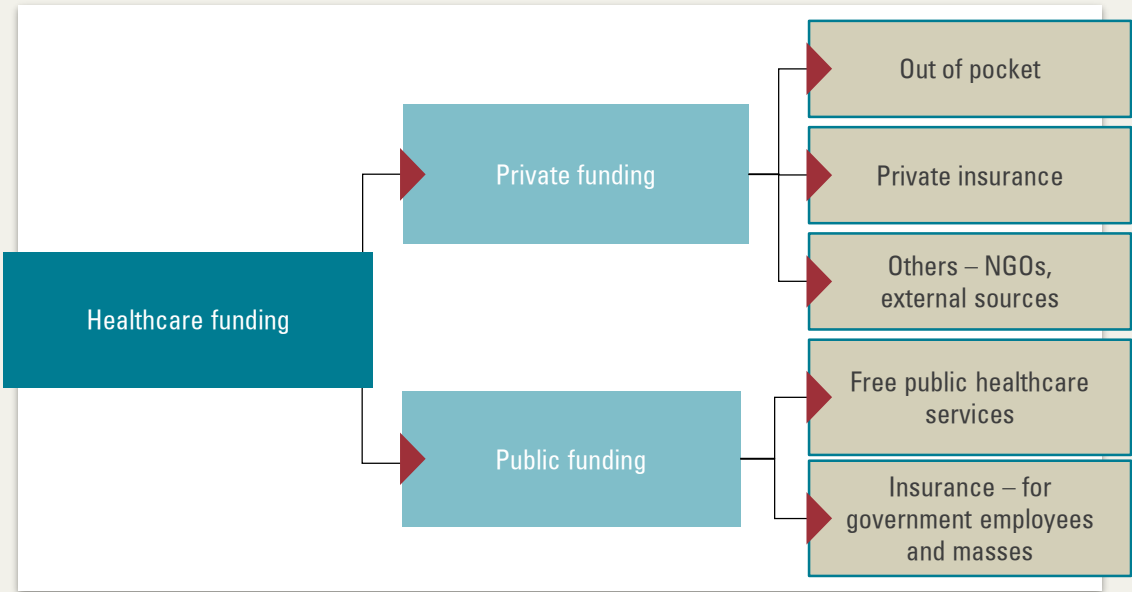 Healthcare funding
Private funding
Out of pocket
Private insurance
Others – NGOs,
external sources
Public funding
Free public healthcare
services
Insurance – for
government employees
and masses